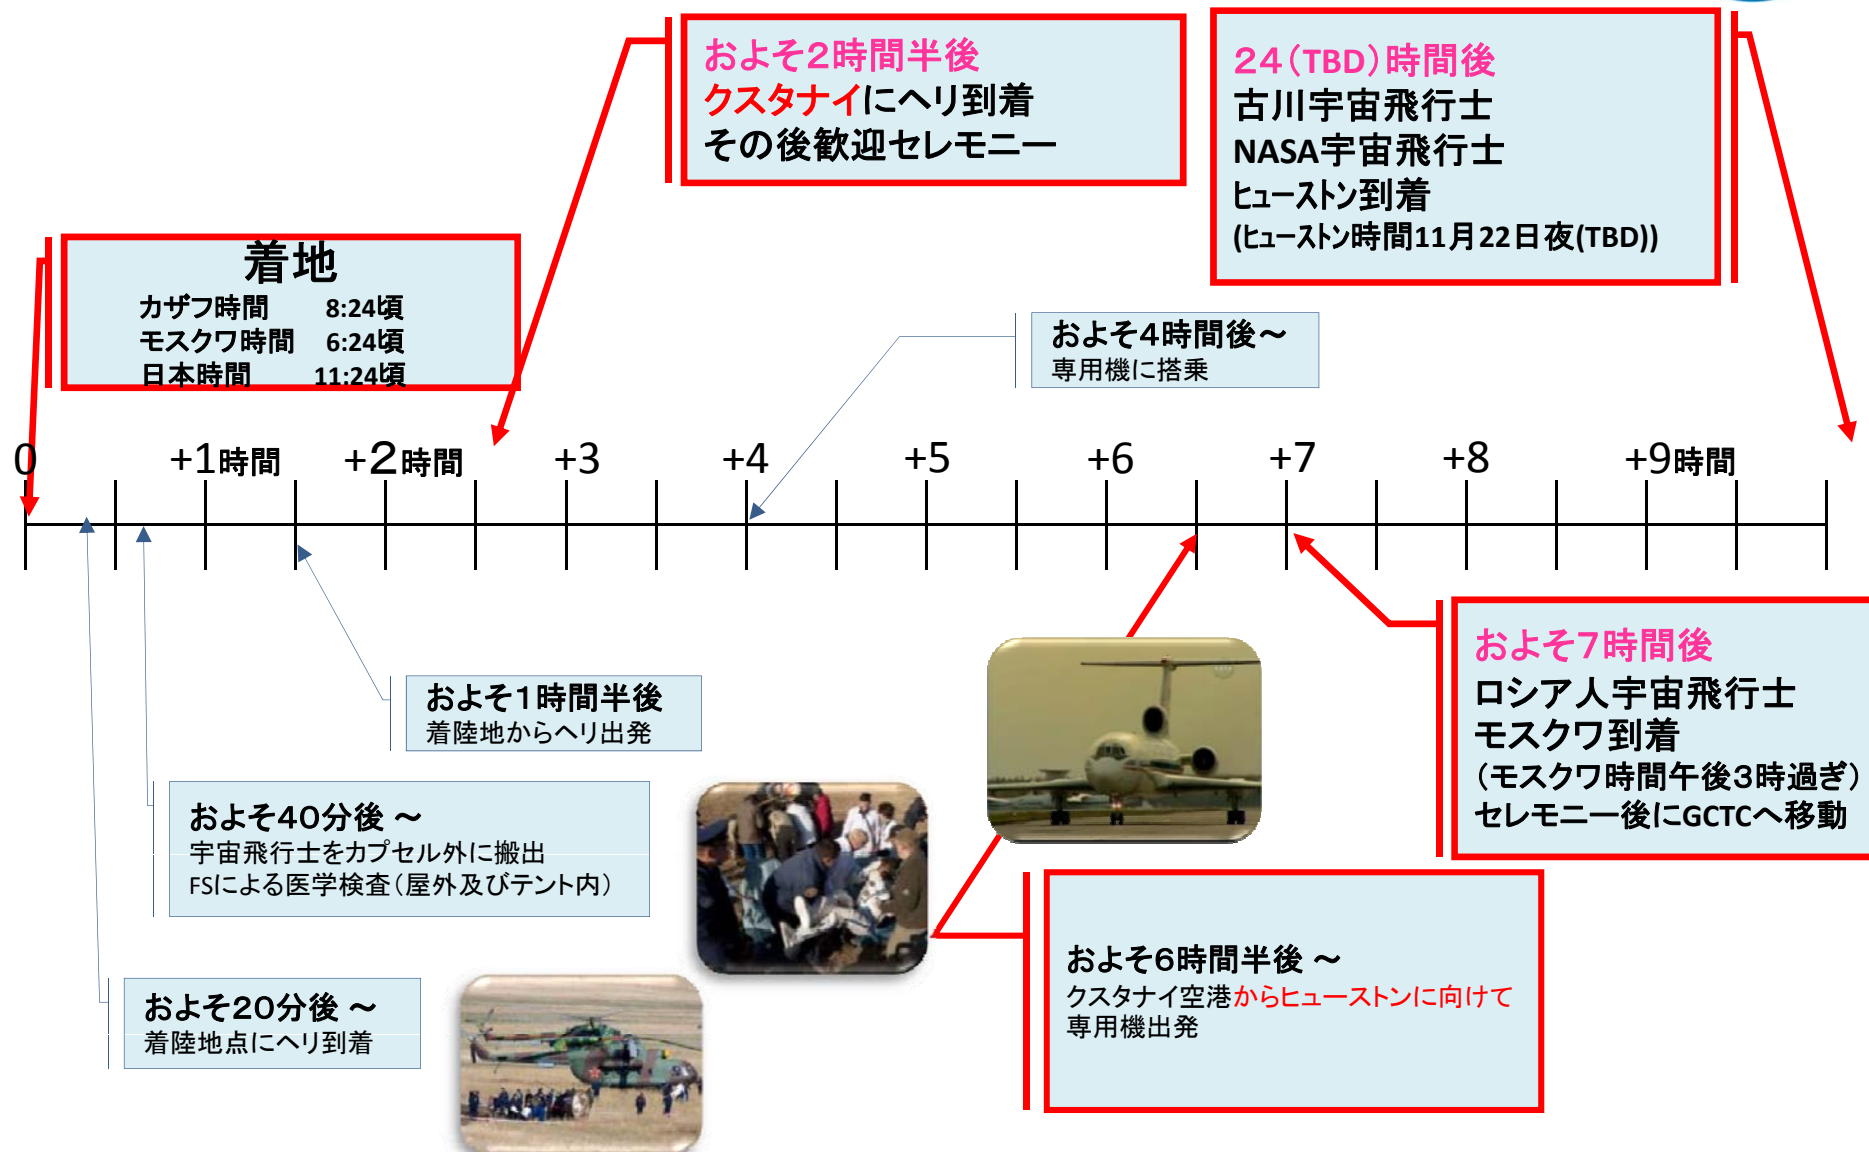 およそ2時間半後
クスタナイにヘリ到着
その後歓迎セレモニー
24(TBD)時間後
古川宇宙飛行士
NASA宇宙飛行士
ヒューストン到着
(ヒューストン時間11月22日夜(TBD))
着地
カザフ時間 8:24頃
モスクワ時間 6:24頃
日本時間 11:24頃
およそ4時間後～
専用機に搭乗
0 +1時間 +2時間 +3 +4 +5 +6 +7 +8 +9時間
およそ1時間半後
着陸地からヘリ出発
およそ7時間後
ロシア人宇宙飛行士
モスクワ到着
(モスクワ時間午後3時過ぎ)
セレモニー後にGCTCへ移動
およそ40分後 ～
宇宙飛行士をカプセル外に搬出
FSによる医学検査(屋外及びテント内)
およそ6時間半後 ～
クスタナイ空港からヒューストンに向けて
専用機出発
およそ20分後 ～
着陸地点にヘリ到着